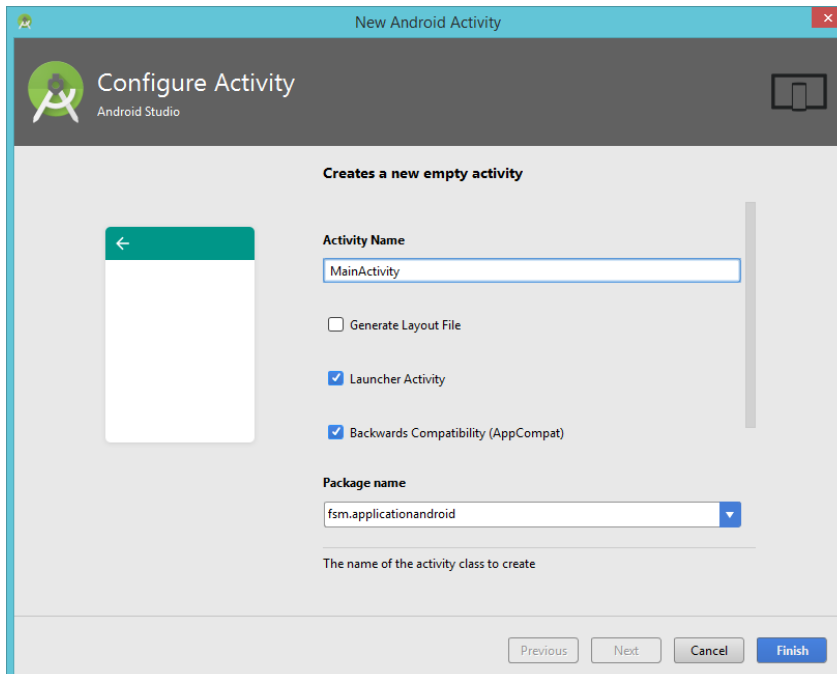 New Android Activity
Configure Activity
Android Studio
Creates a new empty activity
Activity Name
MainActivity
Generate Layout File
Launcher Activity
Backwards Compatibility (AppCompat)
Package name
fsm.applicationandroid
The name of the activity class to create
Previous Next Cancel Finish